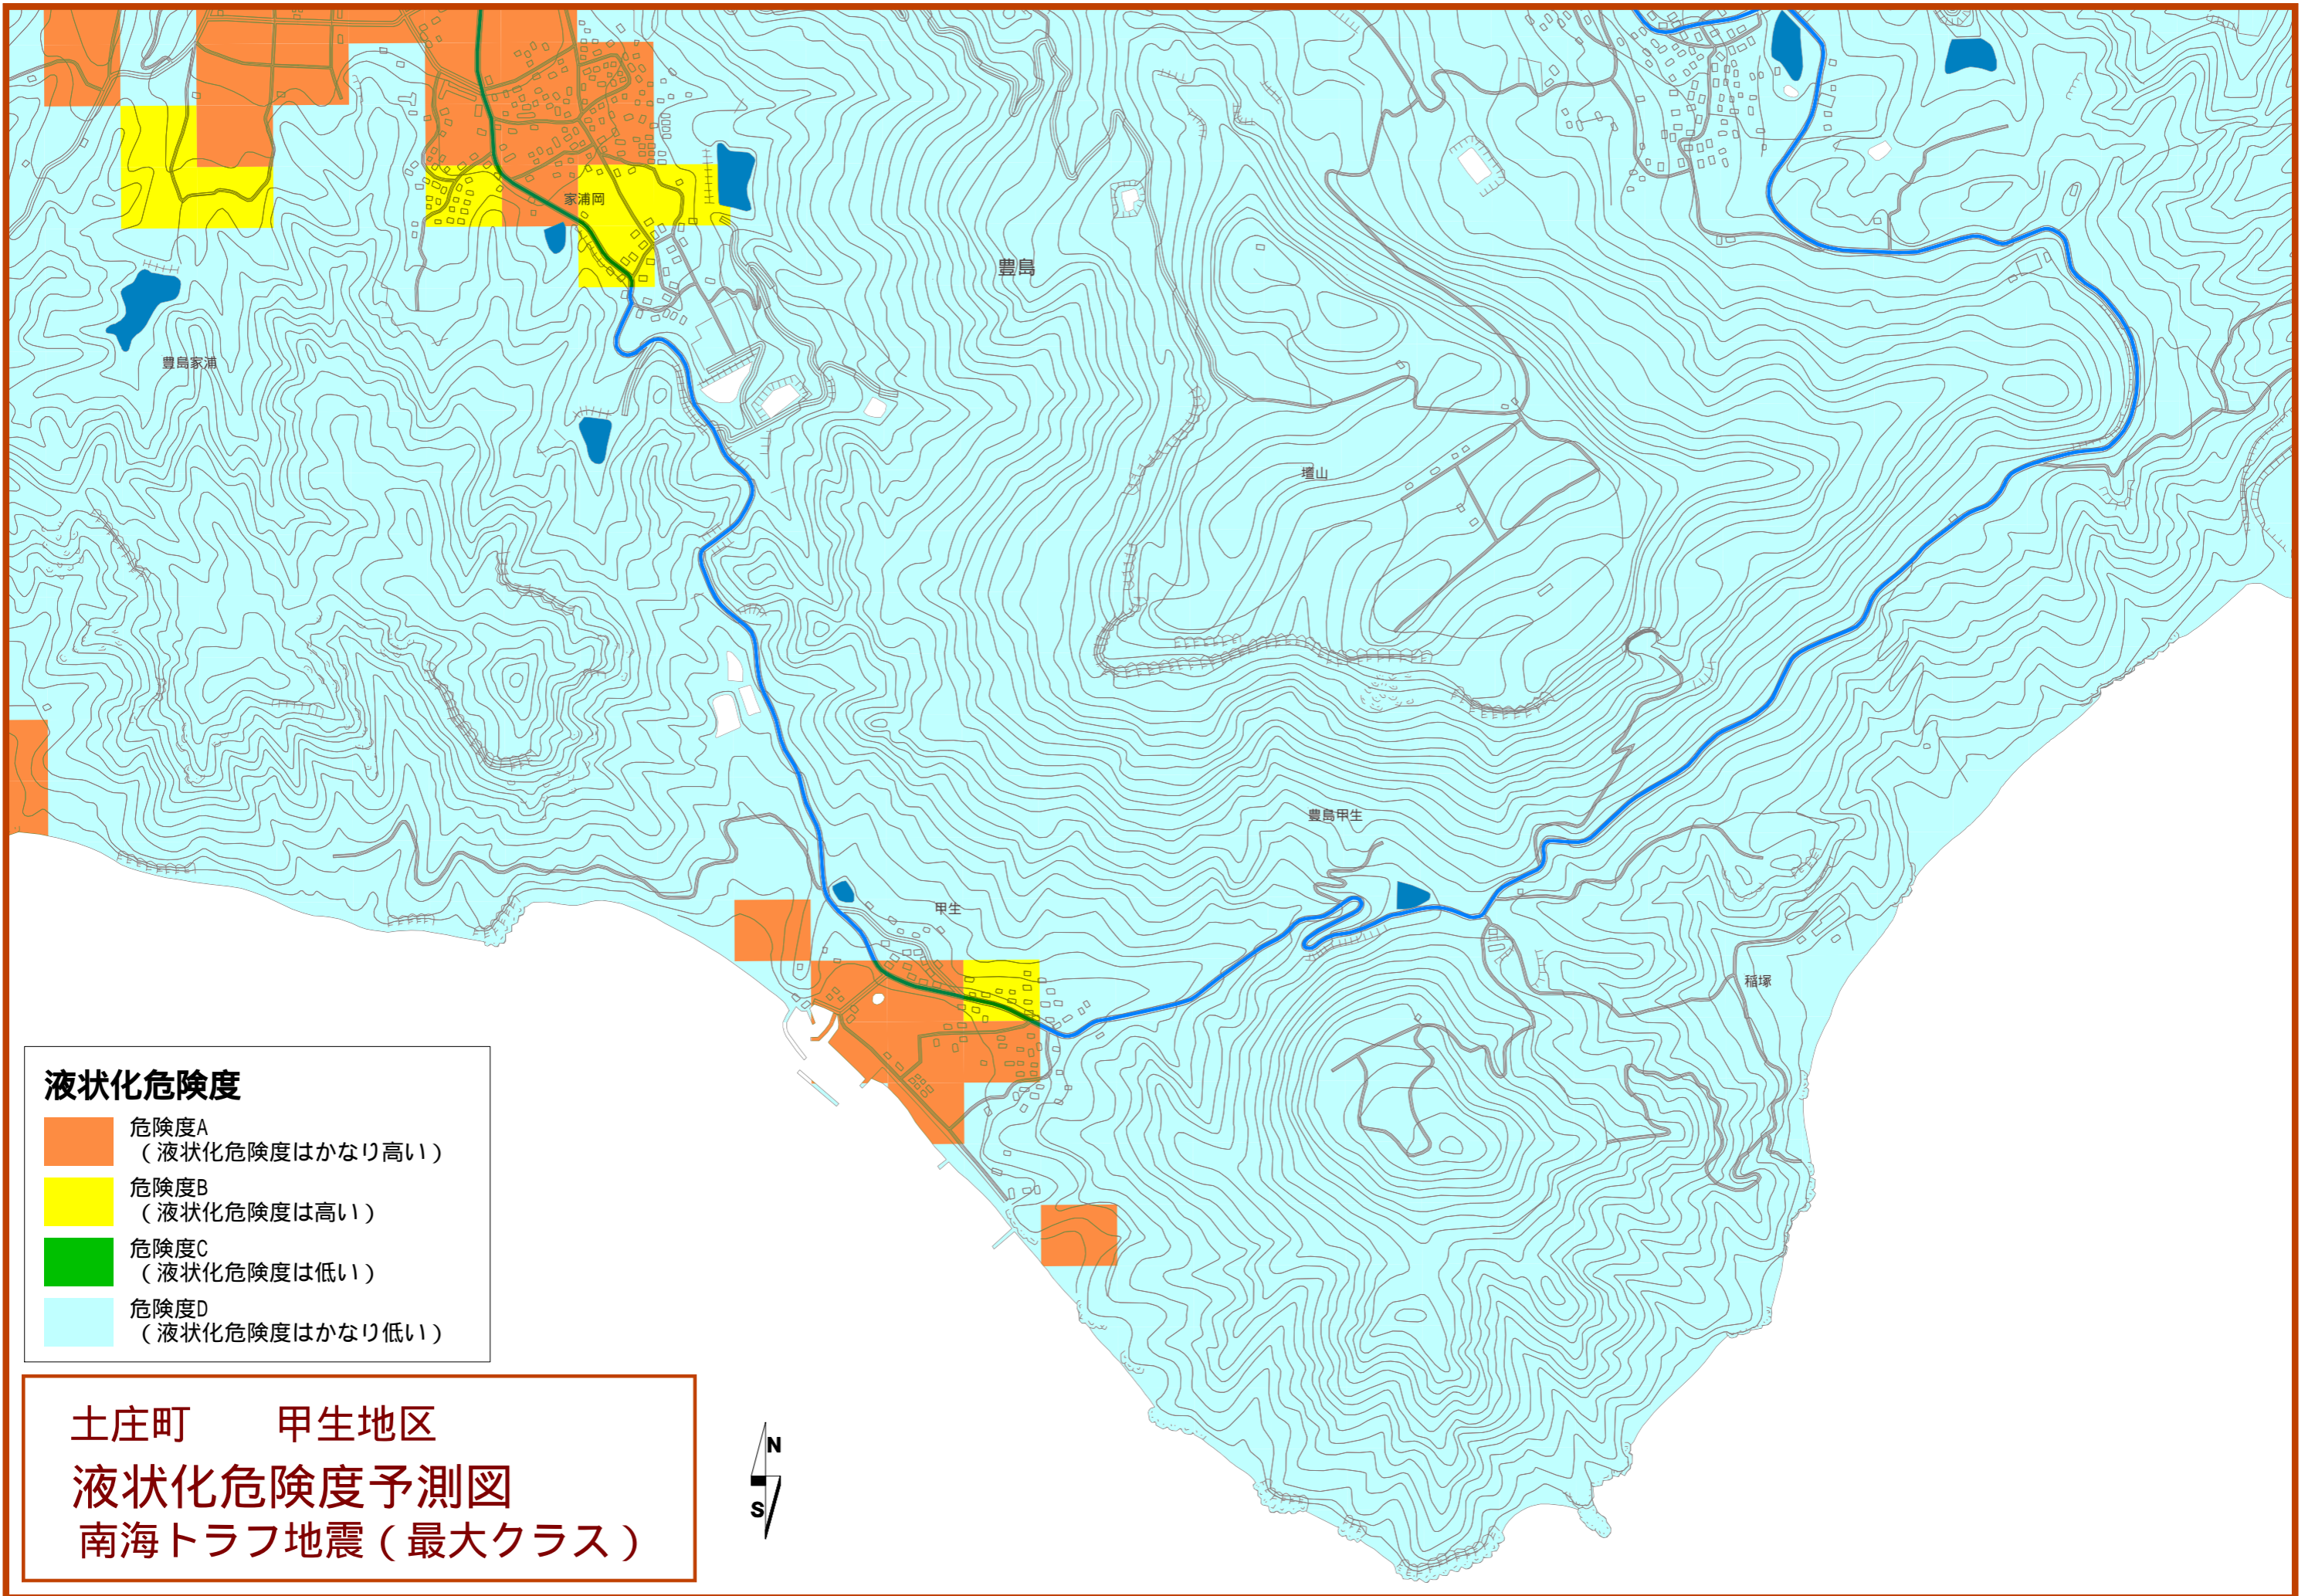 家浦岡
豊島
豊島家浦
壇山
豊島甲生
甲生
稲塚
液状化危険度
危険度A
（液状化危険度はかなり高い）
危険度B
（液状化危険度は高い）
危険度C
（液状化危険度は低い）
危険度D
（液状化危険度はかなり低い）
土庄町　　甲生地区
液状化危険度予測図
南海トラフ地震（最大クラス）
N
S